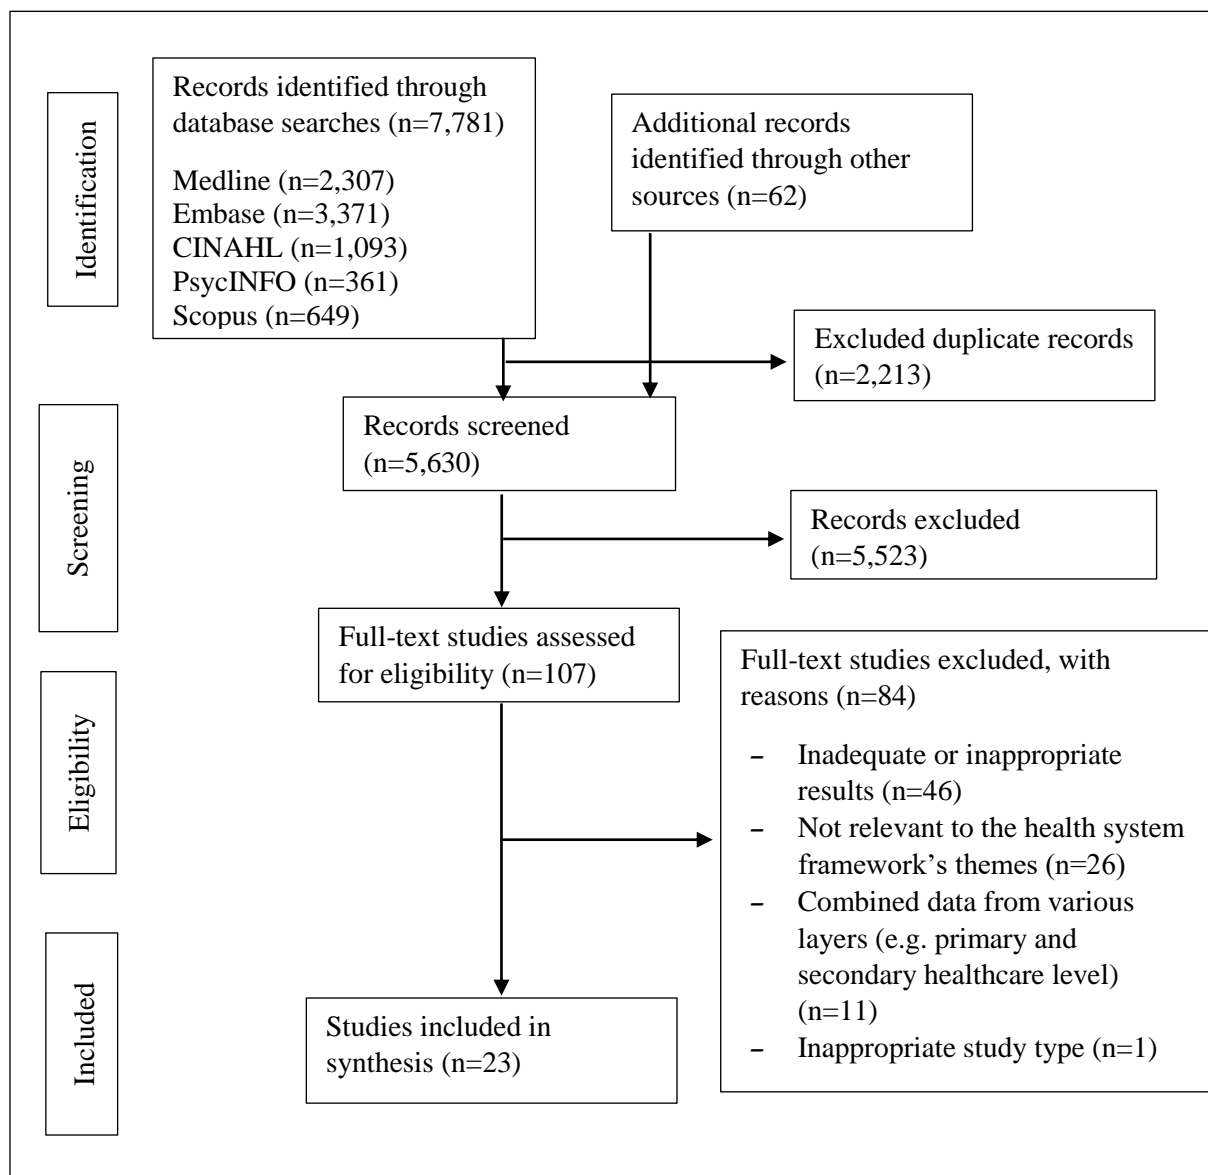 Identification
Records identified through
database searches (n=7,781)
Medline (n=2,307)
Embase (n=3,371)
CINAHL (n=1,093)
PsycINFO (n=361)
Scopus (n=649)
Additional records
identified through other
sources (n=62)
Excluded duplicate records
(n=2,213)
Screening
Records screened
(n=5,630)
Records excluded
(n=5,523)
Eligibility
Full-text studies assessed
for eligibility (n=107)
Full-text studies excluded, with
reasons (n=84)
– Inadequate or inappropriate
results (n=46)
– Not relevant to the health system
framework’s themes (n=26)
– Combined data from various
layers (e.g. primary and
secondary healthcare level)
(n=11)
– Inappropriate study type (n=1)
Included
Studies included in
synthesis (n=23)